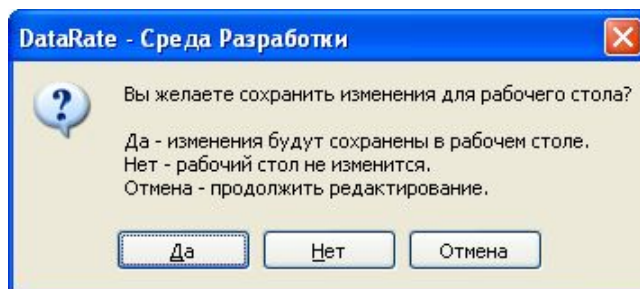 DataRate - Среда Разработки
Вы желаете сохранить изменения для рабочего стола?
Да - изменения будут сохранены в рабочем столе.
Нет - рабочий стол не изменится.
Отмена - продолжить редактирование.
Да Нет Отмена